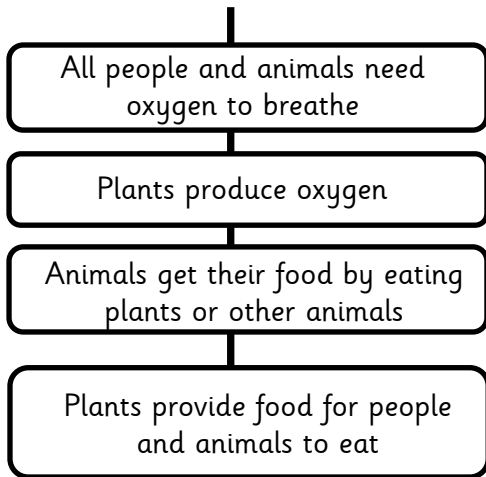 All people and animals need
oxygen to breathe
Plants produce oxygen
Animals get their food by eating
plants or other animals
Plants provide food for people
and animals to eat